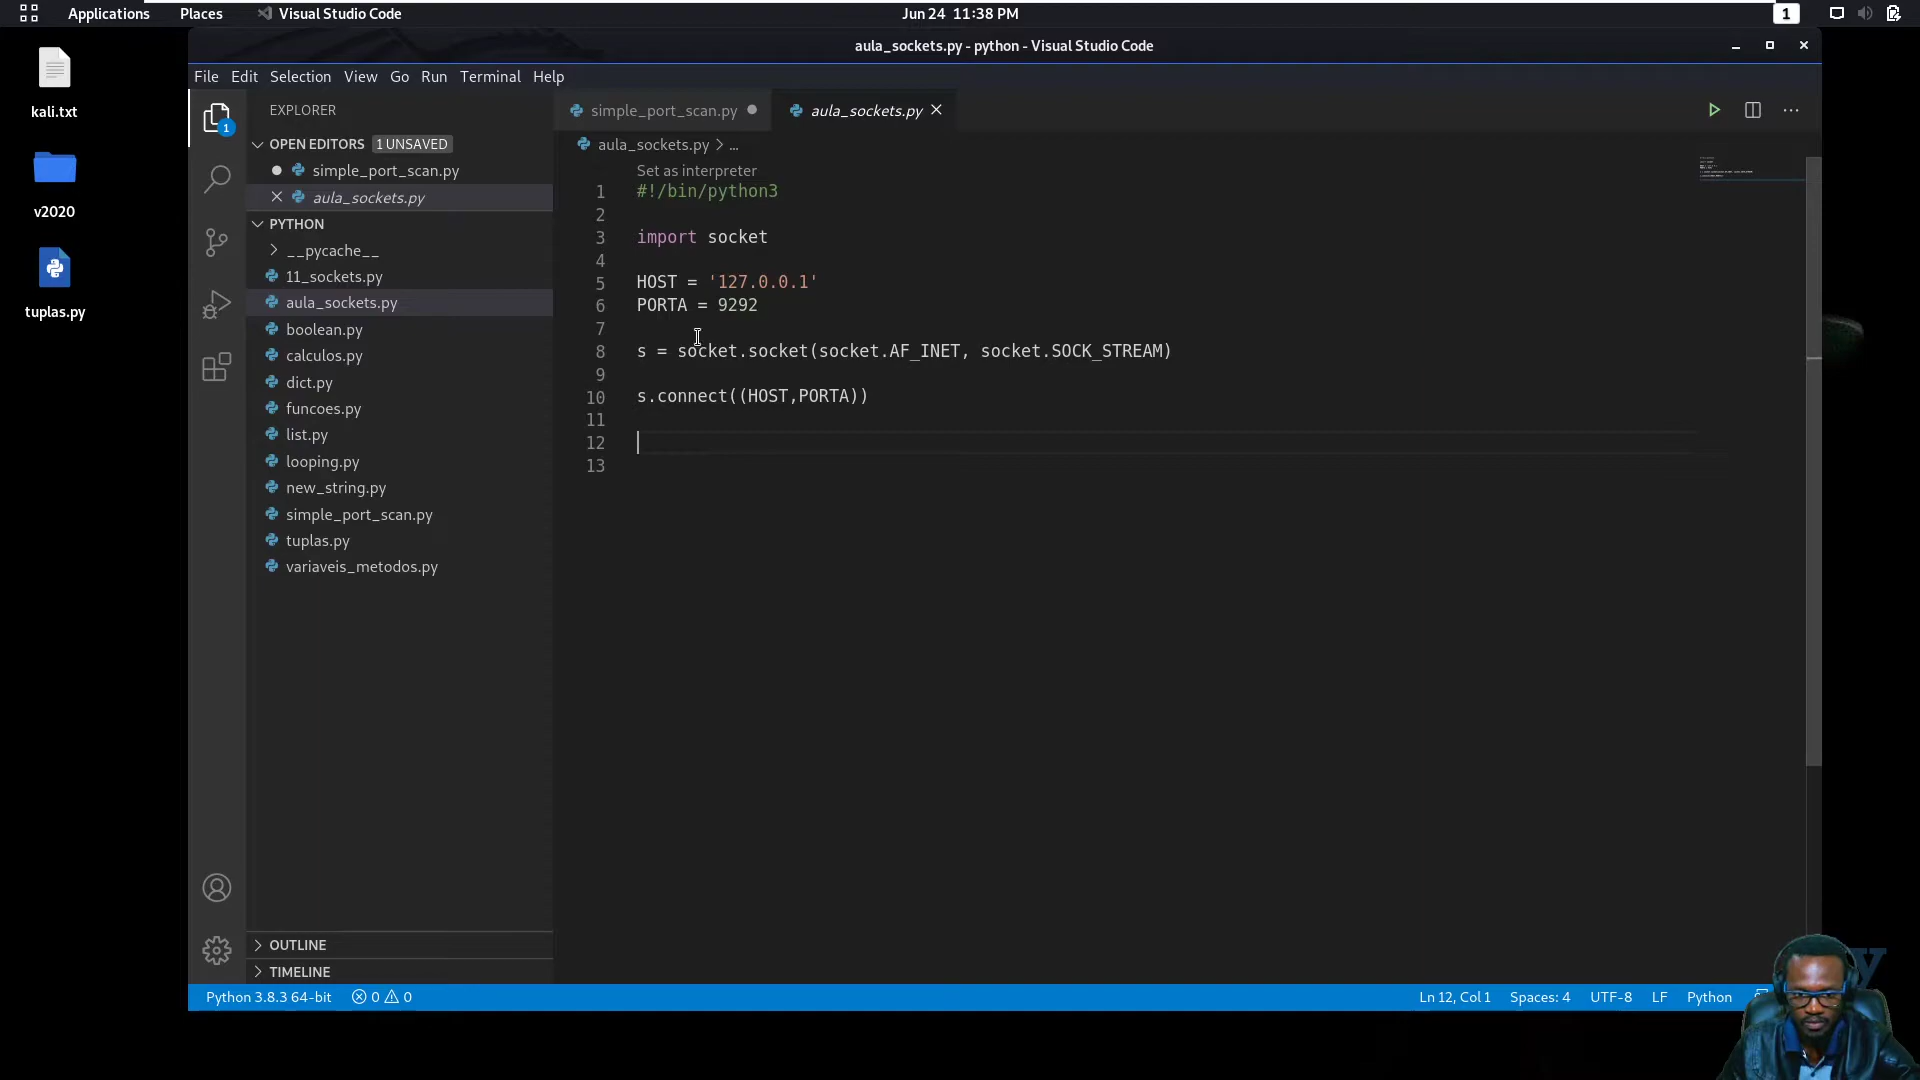 Applications Places Visual Studio Code Jun 24 11:38 PM 1
aula_sockets.py - python - Visual Studio Code
File Edit Selection View Go Run Terminal Help
kali.txt
v2020
tuplas.py
EXPLORER
1
OPEN EDITORS 1 UNSAVED
simple_port_scan.py
aula_sockets.py
PYTHON
__pycache__
11_sockets.py
aula_sockets.py
boolean.py
calculos.py
dict.py
funcoes.py
list.py
looping.py
new_string.py
simple_port_scan.py
tuplas.py
variaveis_metodos.py
OUTLINE
TIMELINE
simple_port_scan.py aula_sockets.py
aula_sockets.py > ...
Set as interpreter
1 #!/bin/python3
2
3 import socket
4
5 HOST = '127.0.0.1'
6 PORTA = 9292
7
8 s = socket.socket(socket.AF_INET, socket.SOCK_STREAM)
9
10 s.connect((HOST,PORTA))
11
12
13
Python 3.8.3 64-bit 0 0 Ln 12, Col 1 Spaces: 4 UTF-8 LF Python